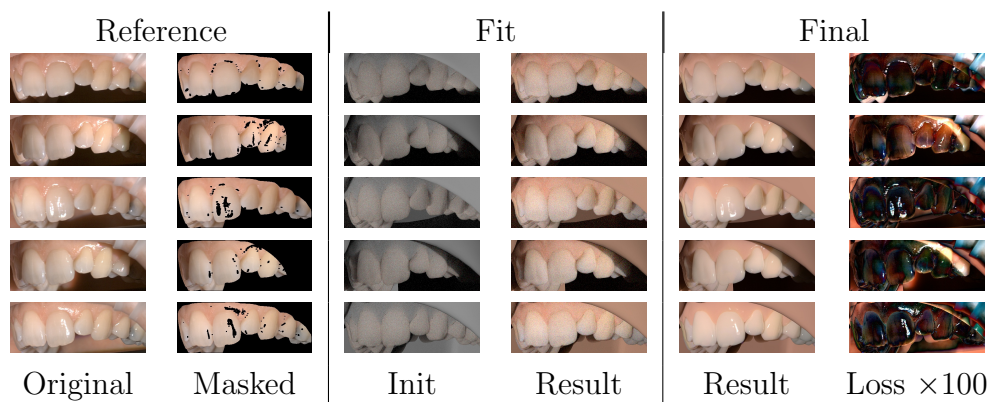 Reference Fit Final
Original Masked Init Result Result Loss ×100